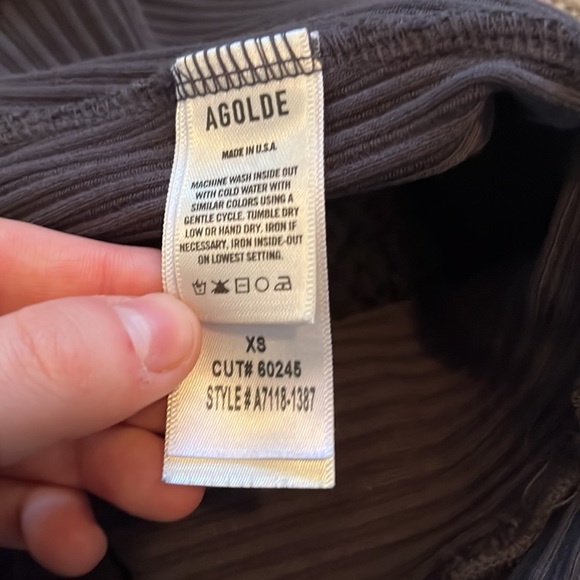 AGOLDE
MADE IN U.S.A.
MACHINE WASH INSIDE OUT
WITH COLD WATER WITH
SIMILAR COLORS USING A
GENTLE CYCLE. TUMBLE DRY
LOW OR HAND DRY. IRON IF
NECESSARY, IRON INSIDE-OUT
ON LOWEST SETTING.
XS
CUT# 60245
STYLE# A7118-1387